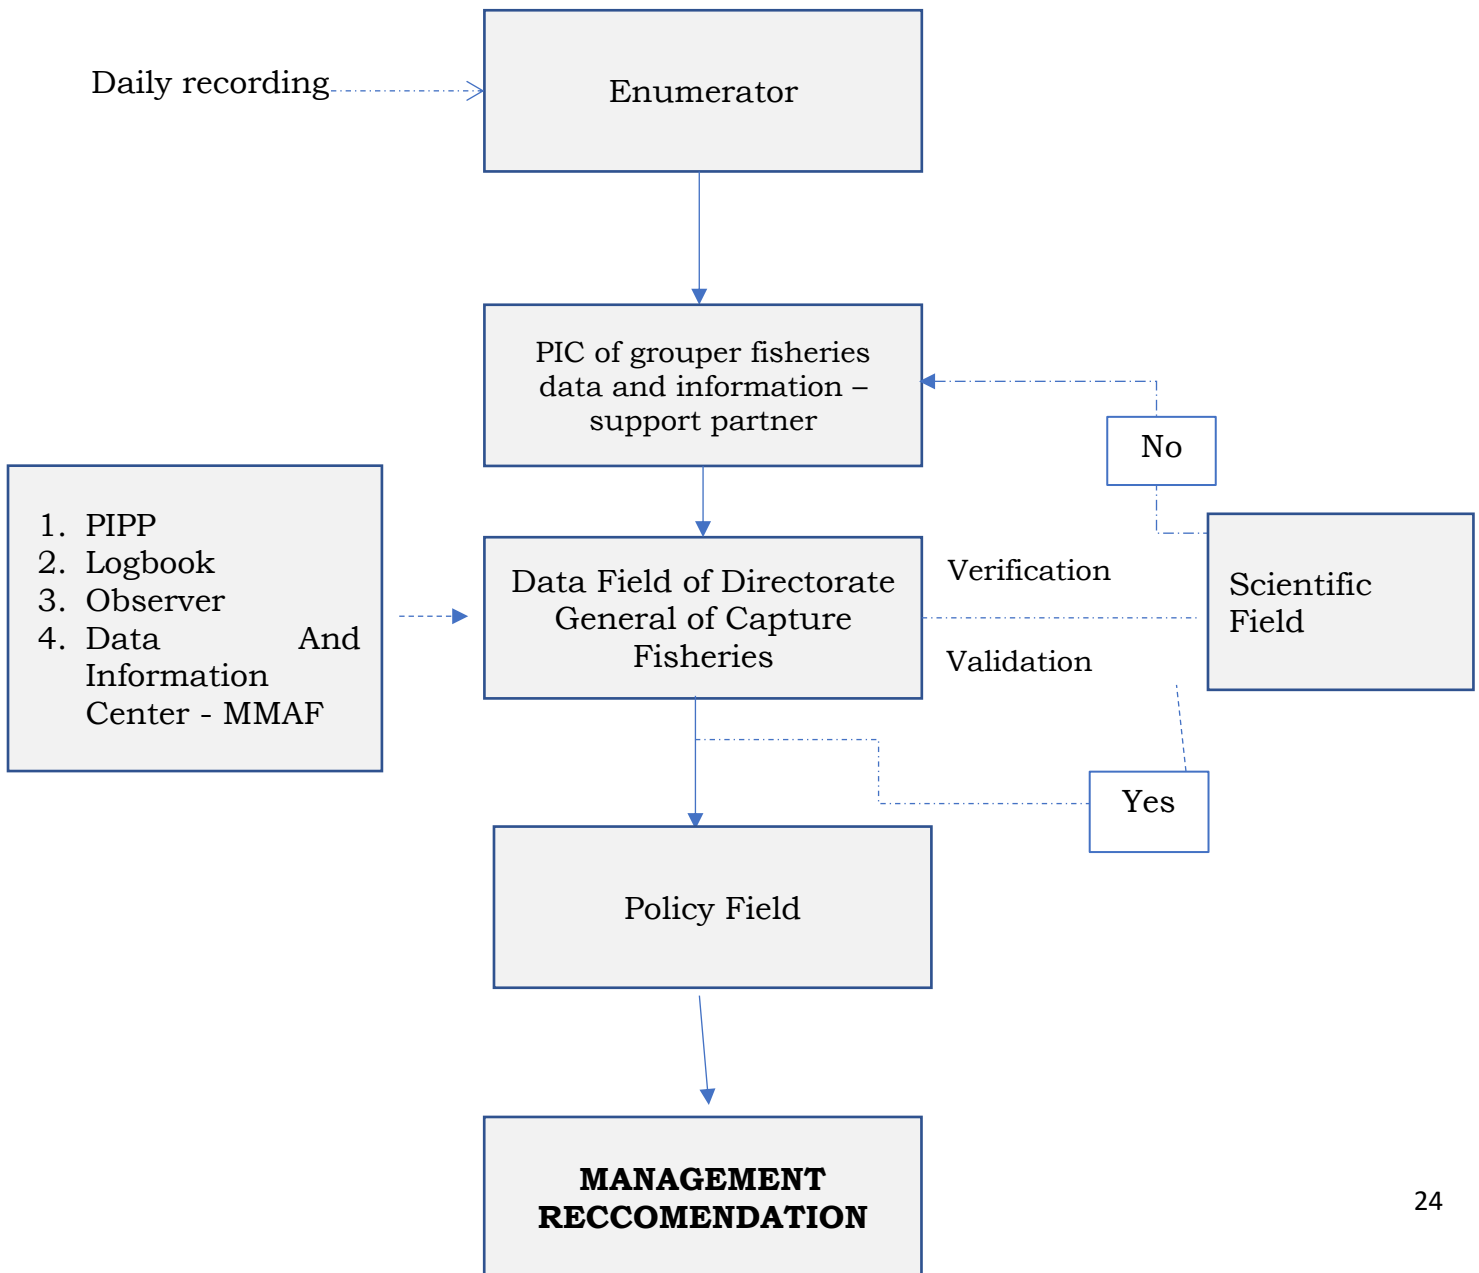 Daily recording
Enumerator
PIC of grouper fisheries
data and information –
support partner
No
1. PIPP
2. Logbook
3. Observer
4. Data And
Information
Center - MMAF
Data Field of Directorate
General of Capture
Fisheries
Verification
Validation
Scientific
Field
Yes
Policy Field
MANAGEMENT
RECCOMENDATION
24